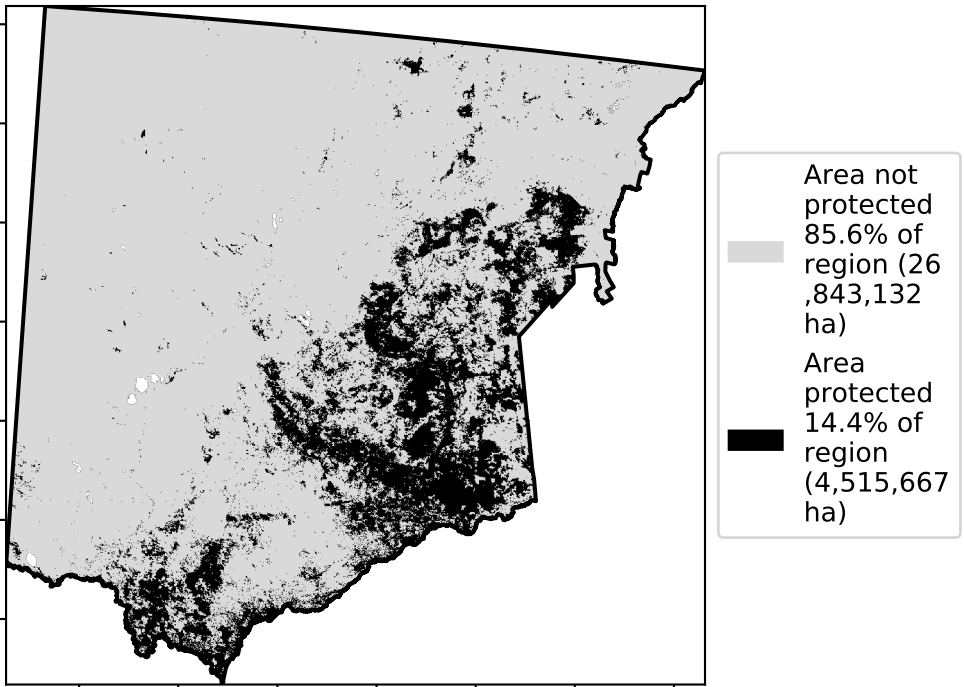 Area not
protected
85.6% of
region (26
,843,132
ha)
Area
protected
14.4% of
region
(4,515,667
ha)